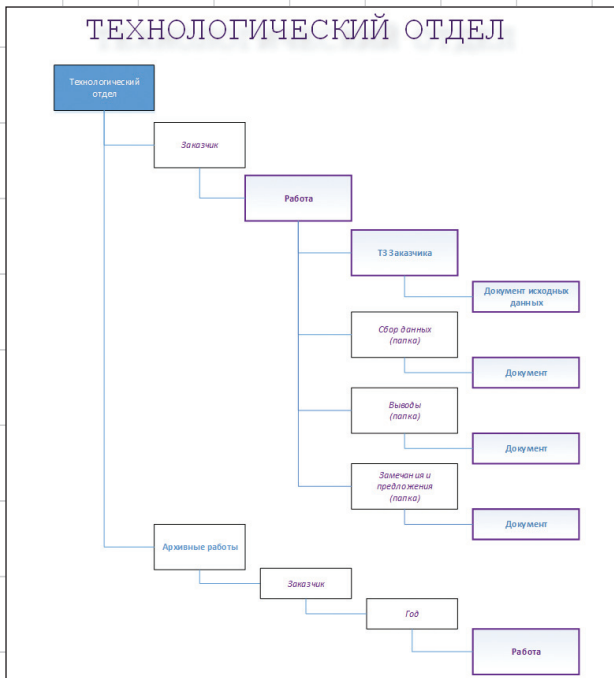 ТЕХНОЛОГИЧЕСКИЙ ОТДЕЛ
Технологический
отдел
Заказчик
Работа
ТЗ Заказчика
Документ исходных
данных
Сбор данных
(папка)
Документ
Выводы
(папка)
Документ
Замечания и
предложения
(папка)
Документ
Архивные работы
Заказчик
Год
Работа